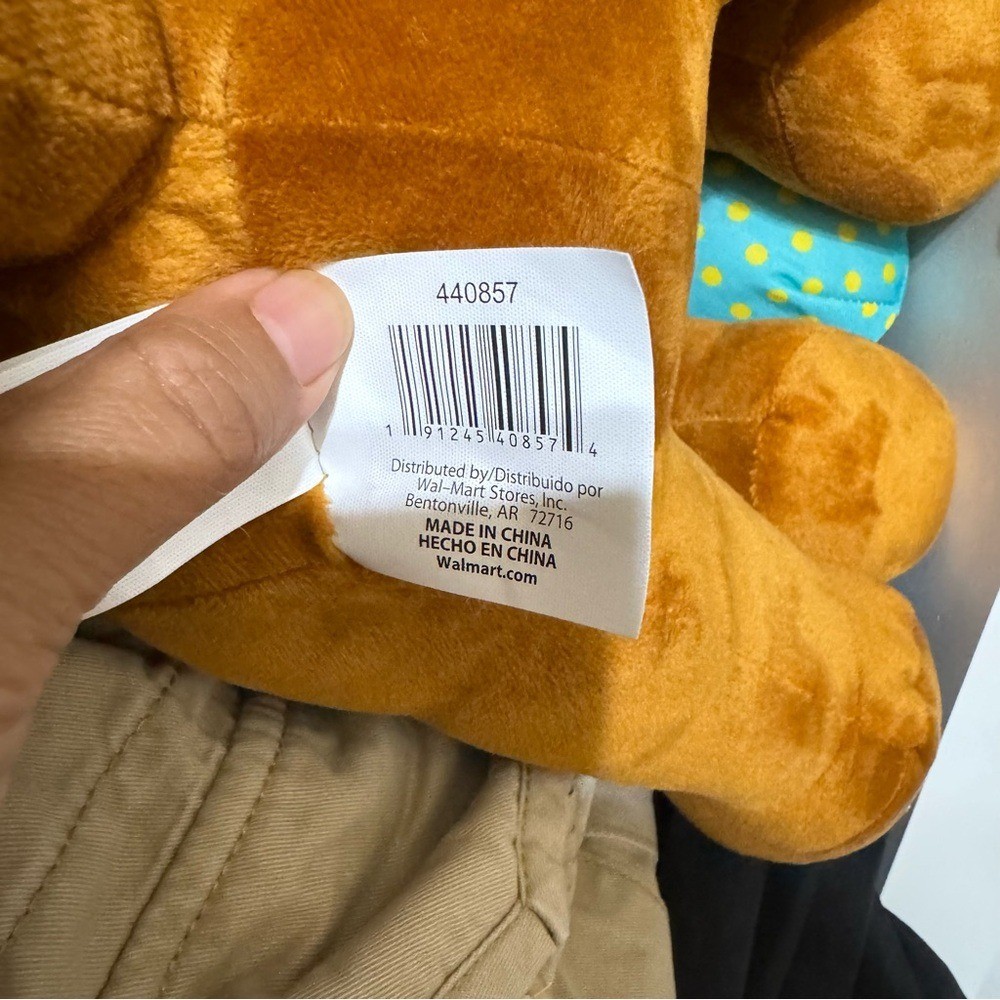 440857
1 91245 40857 4
Distributed by/Distribuido por
Wal-Mart Stores, Inc.
Bentonville, AR 72716
MADE IN CHINA
HECHO EN CHINA
Walmart.com